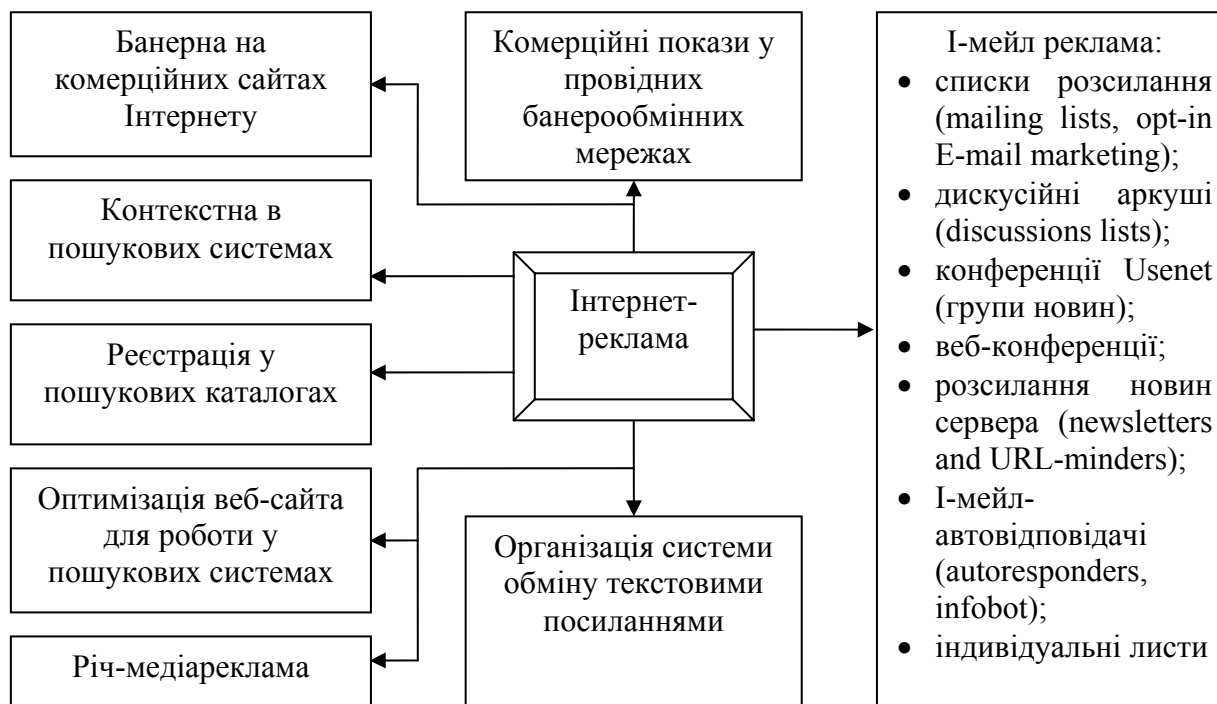 Банерна на
комерційних сайтах
Інтернету
Комерційні покази у
провідних
банерообмінних
мережах
І-мейл реклама:
• списки розсилання
(mailing lists, opt-in
E-mail marketing);
• дискусійні аркуші
(discussions lists);
• конференції Usenet
(групи новин);
• веб-конференції;
• розсилання новин
сервера (newsletters
and URL-minders);
• І-мейл-
автовідповідачі
(autoresponders,
infobot);
• індивідуальні листи
Контекстна в
пошукових системах
Інтернет-
реклама
Реєстрація у
пошукових каталогах
Оптимізація веб-сайта
для роботи у
пошукових системах
Організація системи
обміну текстовими
посиланнями
Річ-медіареклама